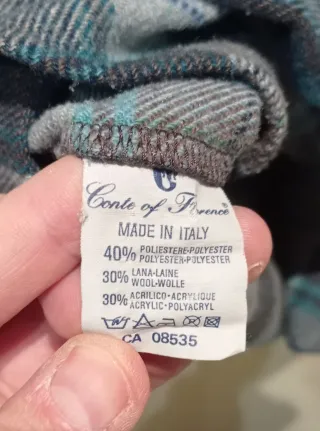 Conte of Florence
MADE IN ITALY
40% POLIESTERE-POLYESTER
POLYESTER-POLYESTER
30% LANA-LAINE
WOOL-WOLLE
30% ACRILICO-ACRYLIQUE
ACRYLIC-POLYACRYL
CA 08535